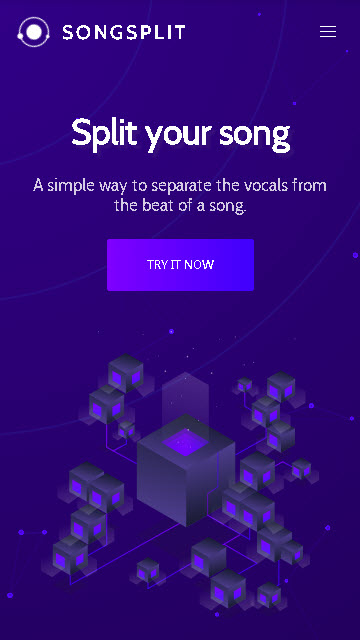 SONGSPLIT
Split your song
A simple way to separate the vocals from
the beat of a song.
TRY IT NOW